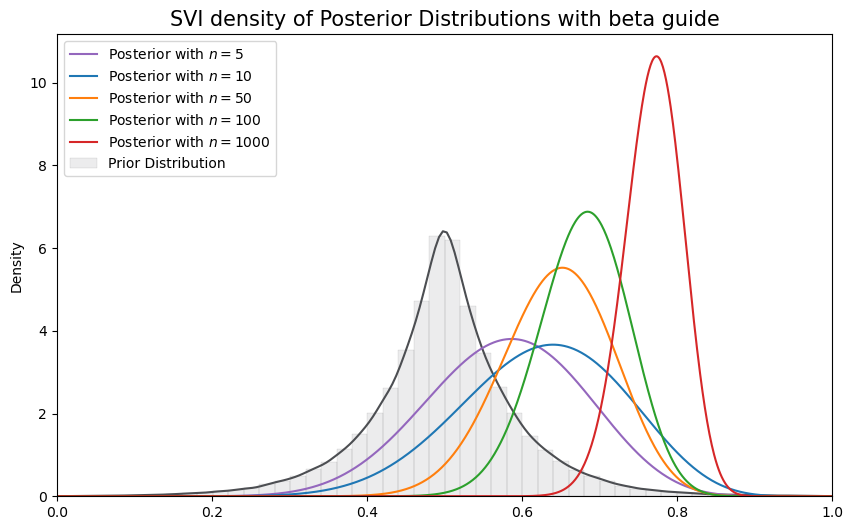 SVI density of Posterior Distributions with beta guide
Posterior with n = 5
Posterior with n = 10
Posterior with n = 50
Posterior with n = 100
Posterior with n = 1000
Prior Distribution
Density
10
8
6
4
2
0
0.0 0.2 0.4 0.6 0.8 1.0